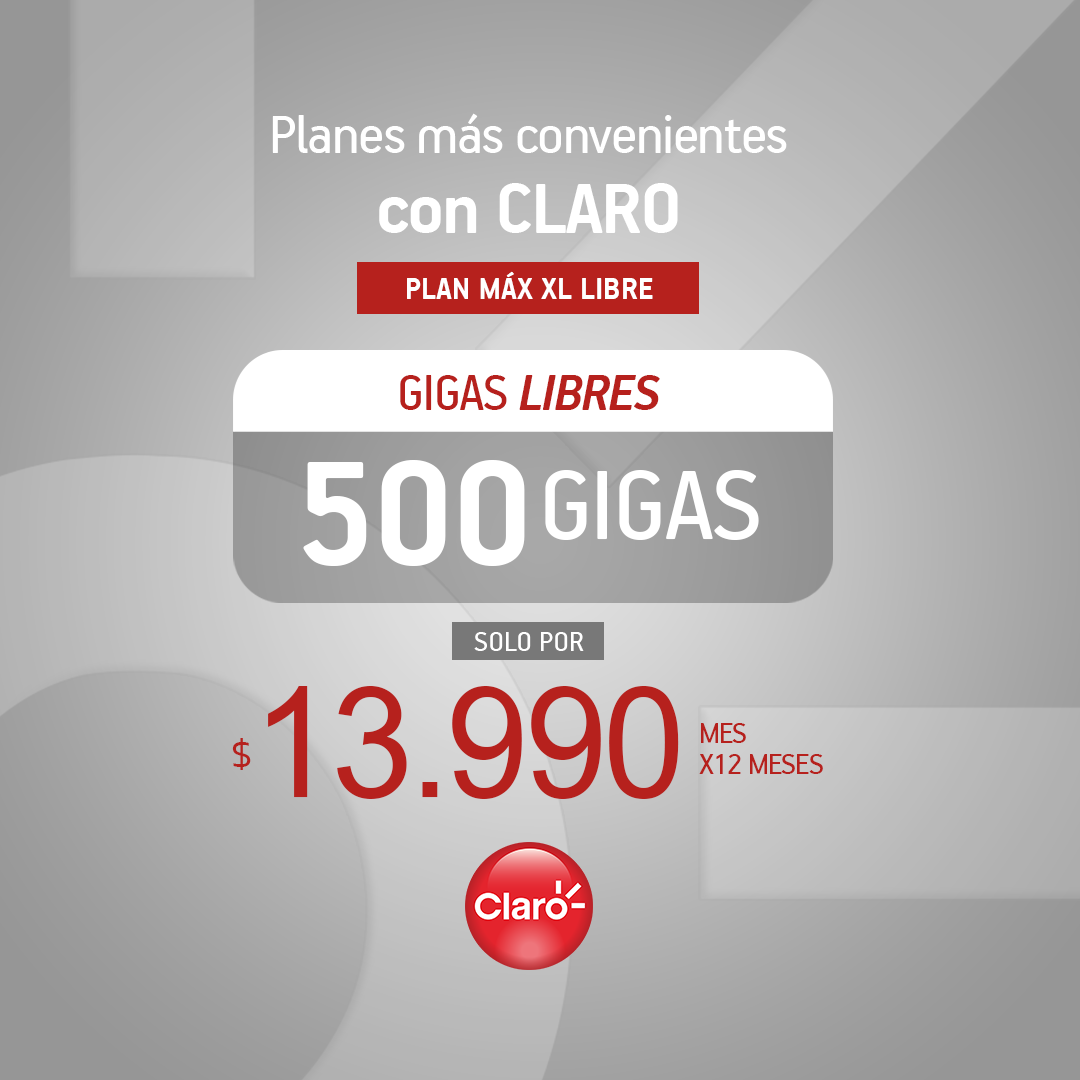 Planes más convenientes
con CLARO
PLAN MÁX XL LIBRE
GIGAS LIBRES
500 GIGAS
SOLO POR
$ 13.990 MES
X12 MESES
Claro